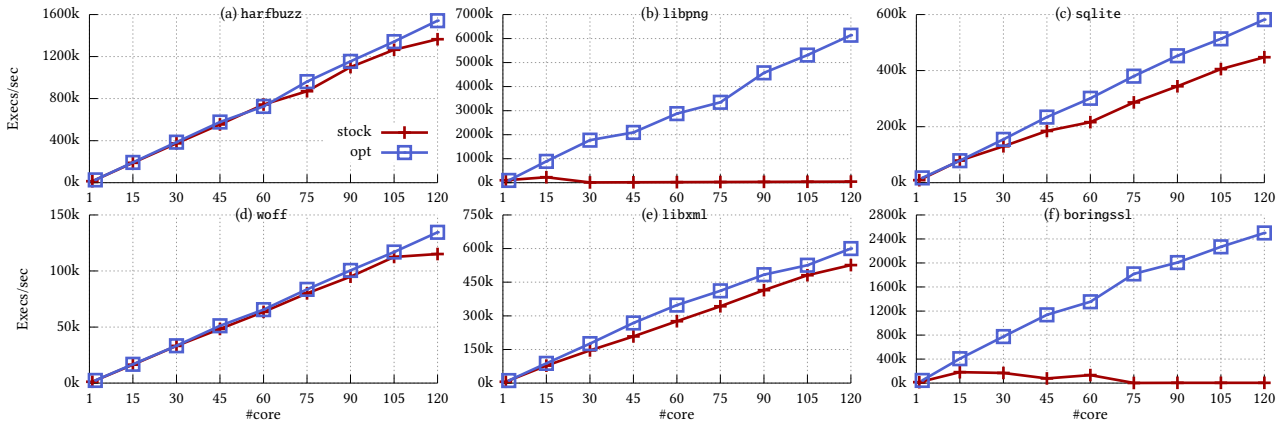 (a) harfbuzz
1600k
1200k
800k
400k
0k
Execs/sec
stock
opt
1 15 30 45 60 75 90 105 120
(b) libpng
7000k
6000k
5000k
4000k
3000k
2000k
1000k
0k
1 15 30 45 60 75 90 105 120
(c) sqlite
600k
400k
200k
0k
1 15 30 45 60 75 90 105 120
(d) woff
150k
100k
50k
0k
Execs/sec
1 15 30 45 60 75 90 105 120
#core
(e) libxml
750k
600k
450k
300k
150k
0k
1 15 30 45 60 75 90 105 120
#core
(f) boringssl
2800k
2400k
2000k
1600k
1200k
800k
400k
0k
1 15 30 45 60 75 90 105 120
#core